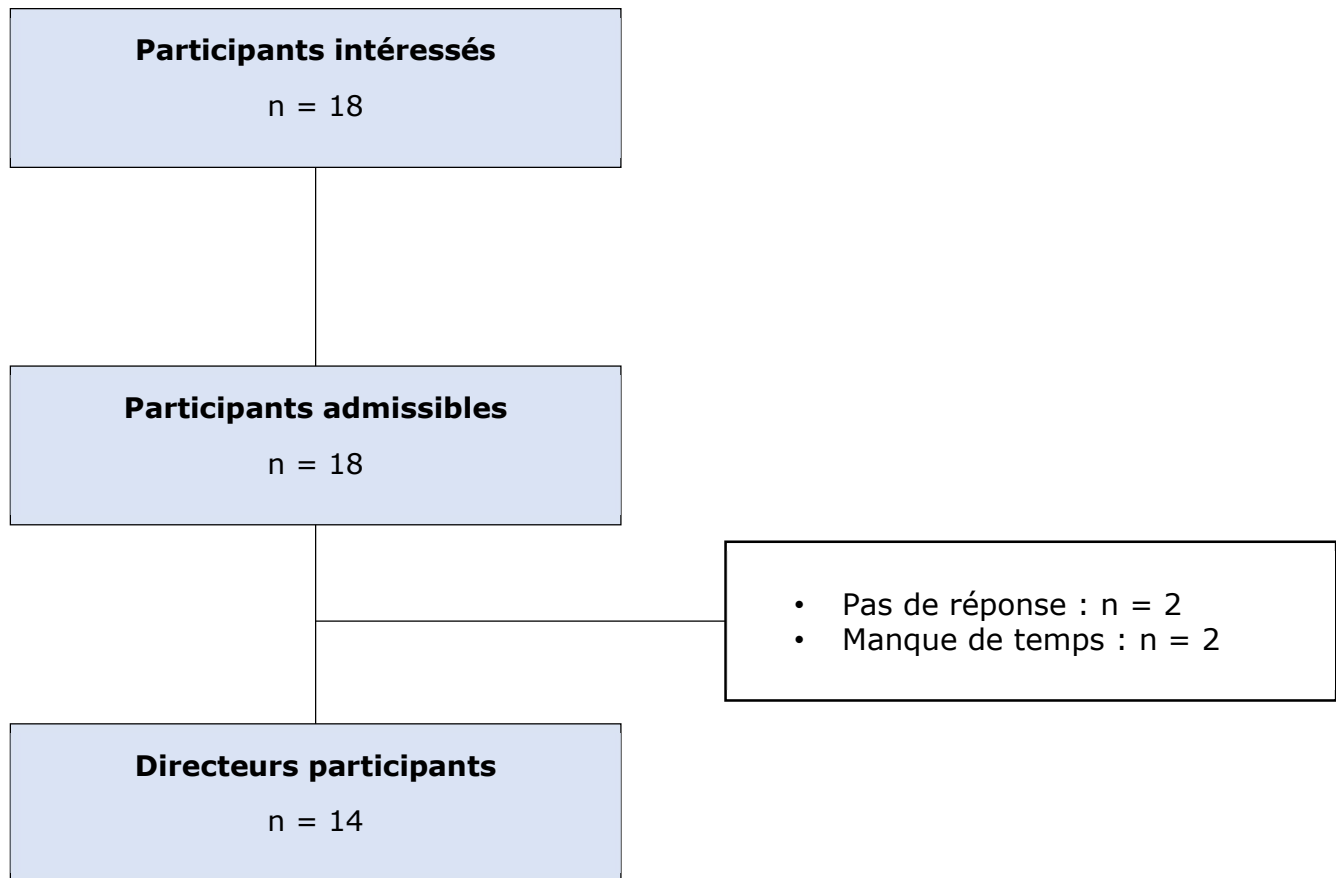 Participants intéressés
n = 18
Participants admissibles
n = 18
• Pas de réponse : n = 2
• Manque de temps : n = 2
Directeurs participants
n = 14